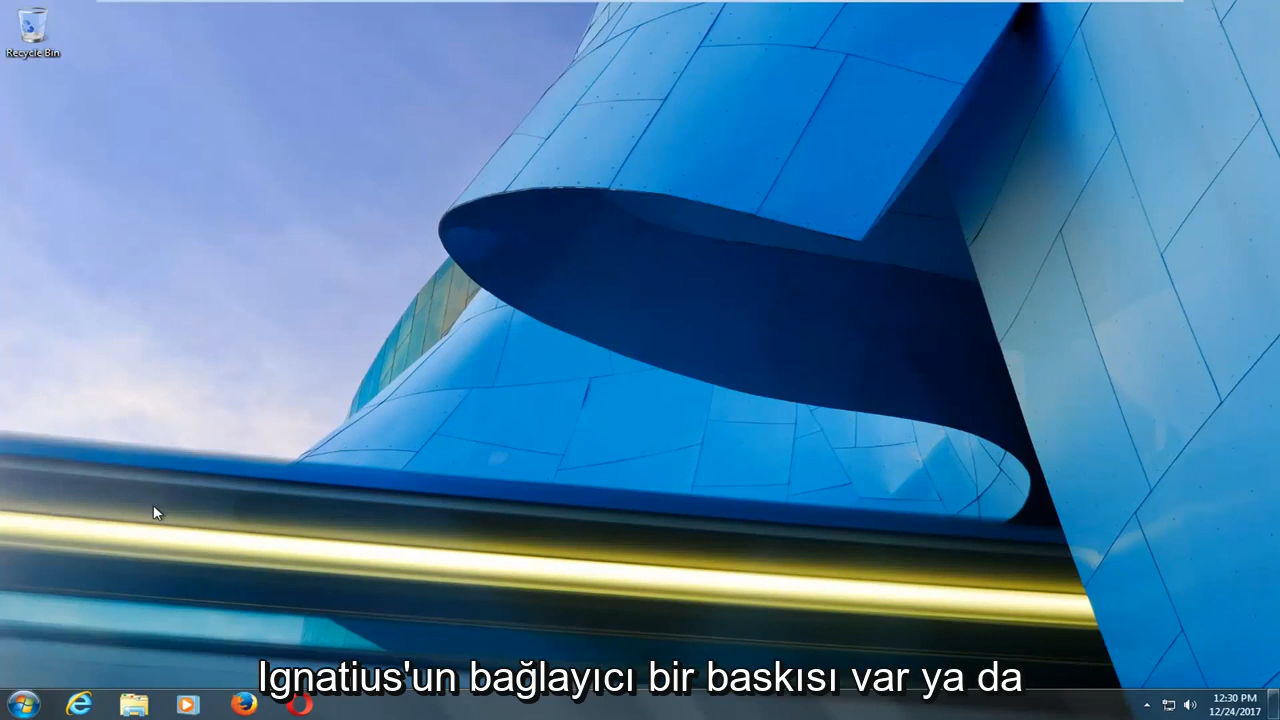 Recycle Bin
Ignatius'un bağlayıcı bir baskısı var ya da
12:30 PM
12/24/2017